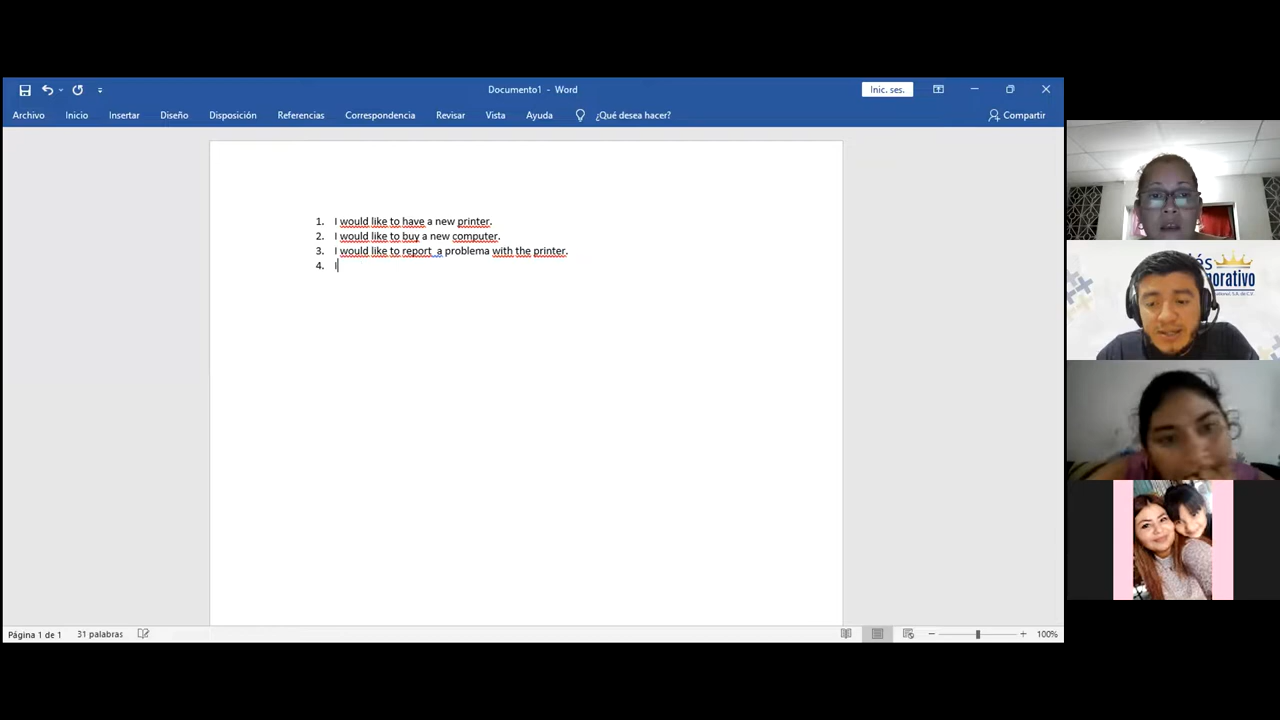 Documento1 - Word
Inic. ses.
Archivo Inicio Insertar Diseño Disposición Referencias Correspondencia Revisar Vista Ayuda ¿Qué desea hacer? Compartir
1. I would like to have a new printer.
2. I would like to buy a new computer.
3. I would like to report a problema with the printer.
4. I
Página 1 de 1 31 palabras 100%